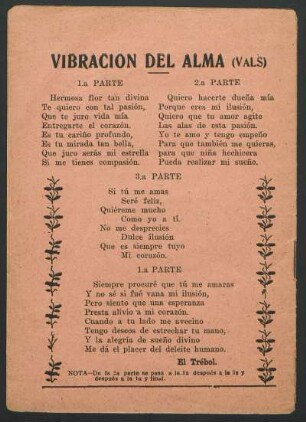 VIBRACION DEL ALMA (VALS)
1.a PARTE
Hermosa flor tan divina
Te quiero con tal pasión,
Que te juro vida mía
Entregarte el corazón.
Es tu cariño profundo,
Es tu mirada tan bella,
Que juro serás mi estrella
Si me tienes compasión.
2.a PARTE
Quiero hacerte dueña mía
Porque eres mi ilusión,
Quiero que tu amor agite
Las alas de esta pasión.
Yo te amo y tengo empeño
Para que también me quieras,
para que niña hechicera
Pueda realizar mi sueño.
3.a PARTE
Si tú me amas
Seré feliz,
Quiéreme mucho
Como yo a tí.
No me desprecies
Dulce ilusión
Que es siempre tuyo
Mi corazón.
1.a PARTE
Siempre procuré que tú me amaras
Y no sé si fué vana mi ilusión,
Pero siento que una esperanza
Presta alivio a mi corazón.
Cuando a tu lado me avecino
Tengo deseos de estrechar tu mano,
Y la alegría de sueño divino
Me dá el placer del deleite humano.
El Trébol.
NOTA—De la 2a parte se pasa a la 1a después a la 3a y
después a la 1a y final.